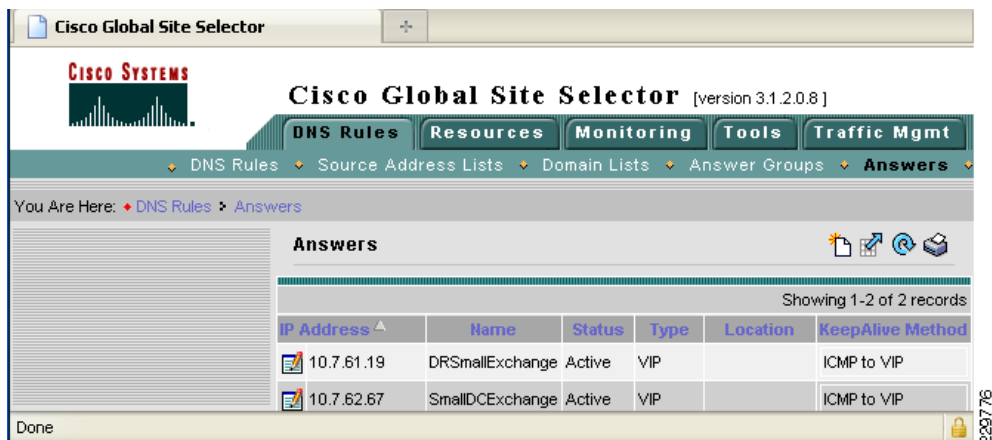 Cisco Global Site Selector
CISCO SYSTEMS
Cisco Global Site Selector [version 3.1.2.0.8 ]
DNS Rules Resources Monitoring Tools Traffic Mgmt
DNS Rules Source Address Lists Domain Lists Answer Groups Answers
You Are Here: DNS Rules Answers
Answers
Showing 1-2 of 2 records
IP Address Name Status Type Location KeepAlive Method
10.7.61.19 DRSmallExchange Active VIP ICMP to VIP
10.7.62.67 SmallDCExchange Active VIP ICMP to VIP
Done
229776